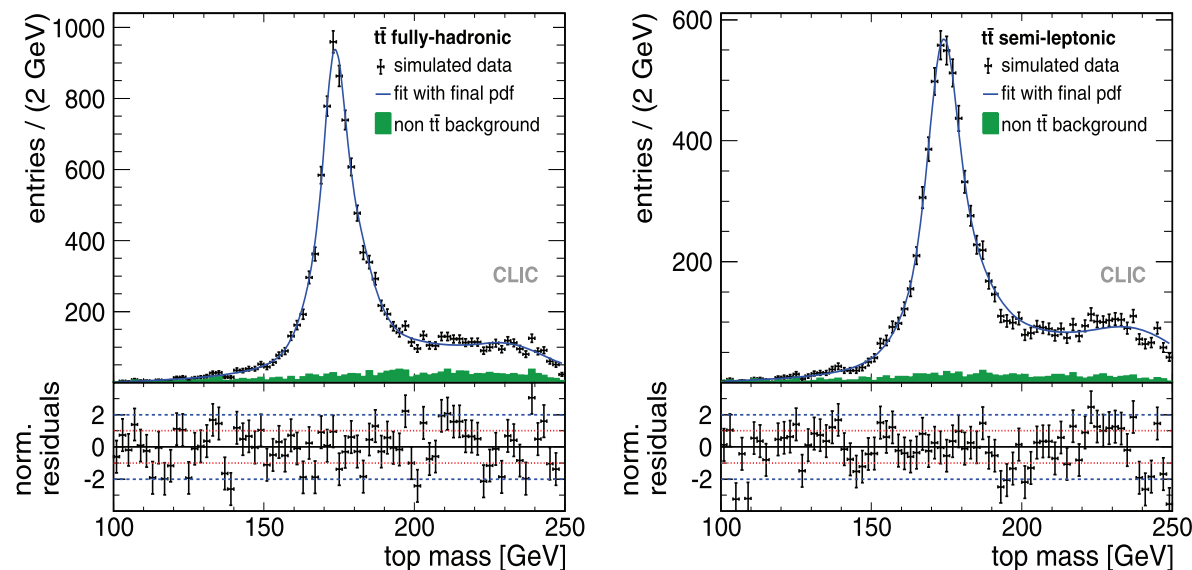 entries / (2 GeV)
1000
800
600
400
200
tt̄ fully-hadronic
simulated data
fit with final pdf
non tt̄ background
CLIC
norm.
residuals
2
0
-2
100 150 200 250
top mass [GeV]
entries / (2 GeV)
600
400
200
tt̄ semi-leptonic
simulated data
fit with final pdf
non tt̄ background
CLIC
norm.
residuals
2
0
-2
100 150 200 250
top mass [GeV]